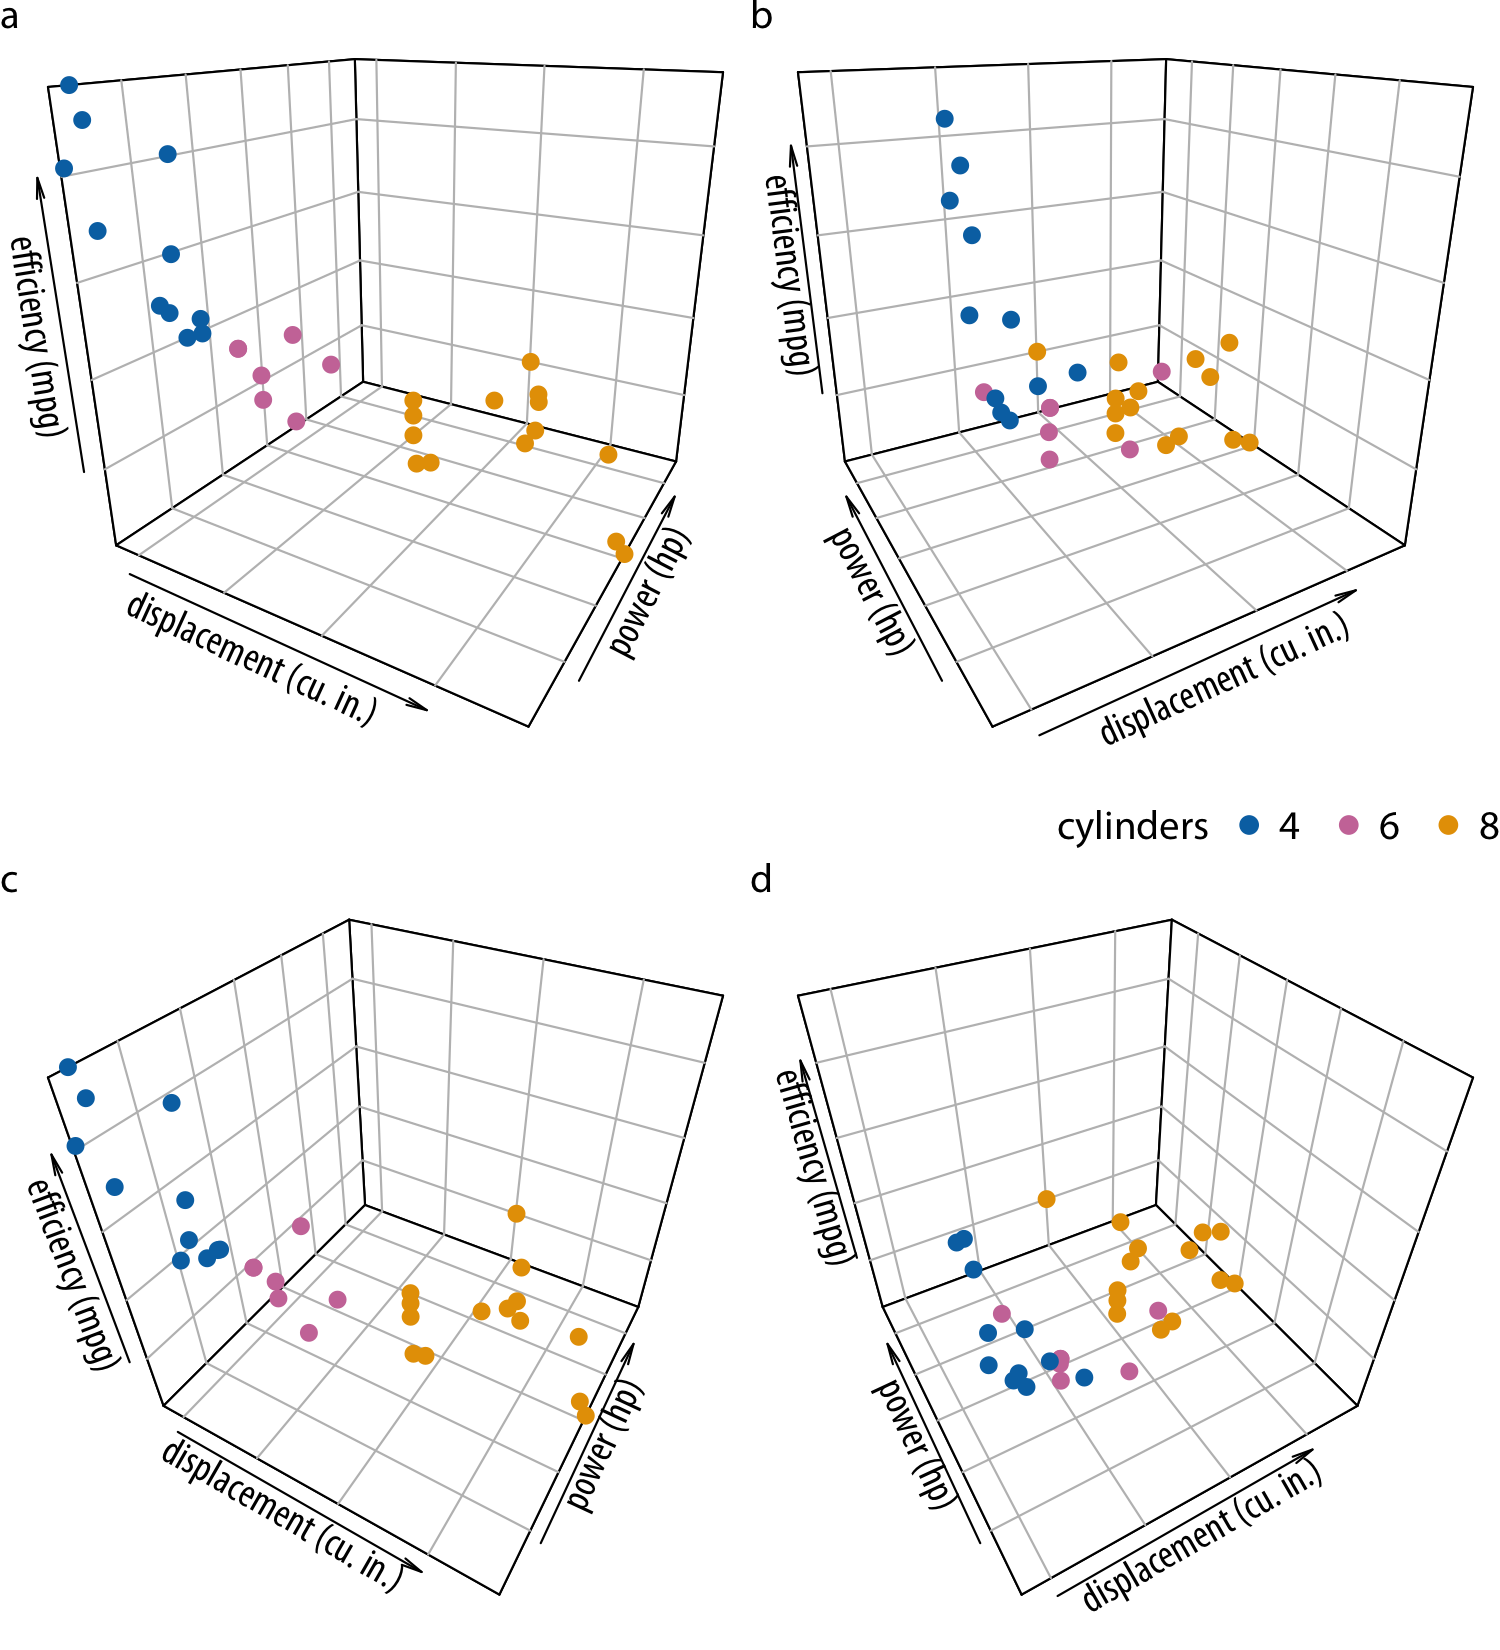 a
b
efficiency (mpg)
displacement (cu. in.)
power (hp)
efficiency (mpg)
power (hp)
displacement (cu. in.)
cylinders 4 6 8
c
d
efficiency (mpg)
displacement (cu. in.)
power (hp)
efficiency (mpg)
power (hp)
displacement (cu. in.)